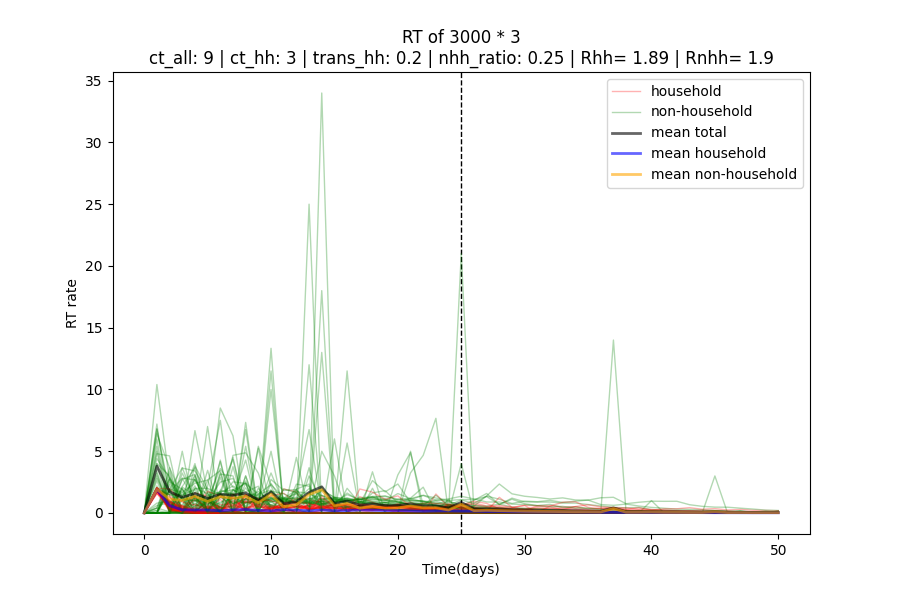 RT of 3000 * 3
ct_all: 9 | ct_hh: 3 | trans_hh: 0.2 | nhh_ratio: 0.25 | Rhh= 1.89 | Rnhh= 1.9
35
30
25
20
15
10
5
0
RT rate
household
non-household
mean total
mean household
mean non-household
0 10 20 30 40 50
Time(days)